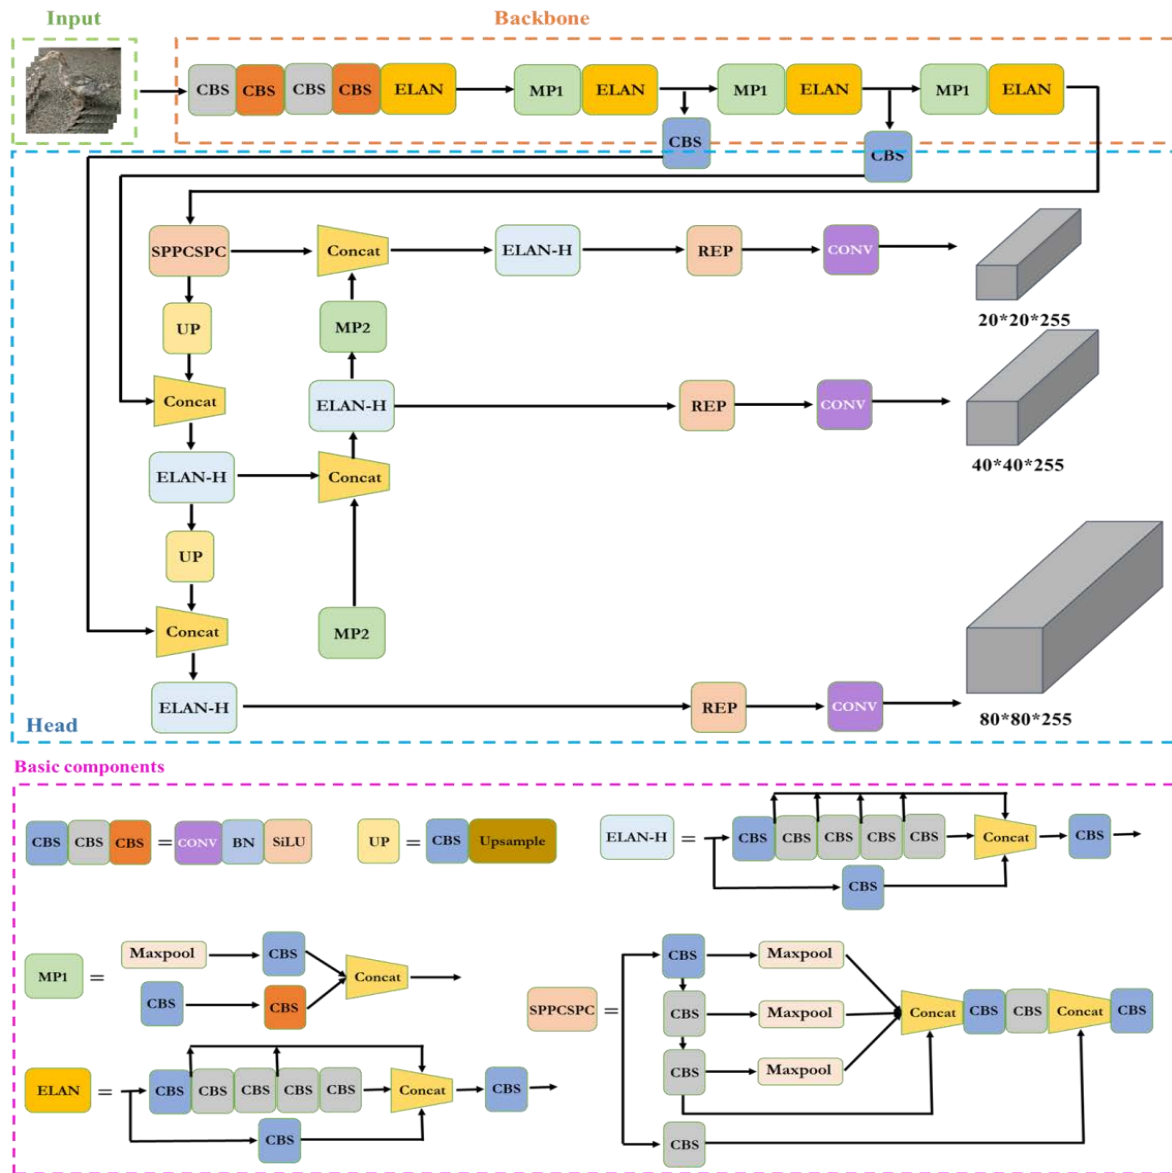 Input
Backbone
CBS CBS CBS CBS ELAN MP1 ELAN MP1 ELAN MP1 ELAN
CBS CBS
SPPCSPC Concat ELAN-H REP CONV
20*20*255
UP MP2
Concat ELAN-H REP CONV
40*40*255
ELAN-H Concat
UP
Concat MP2
ELAN-H REP CONV
80*80*255
Head
Basic components
CBS CBS CBS = CONV BN SiLU
UP = CBS Upsample
ELAN-H = CBS CBS CBS CBS CBS Concat CBS
CBS
MP1 = Maxpool CBS
Concat
CBS CBS
SPPCSPC = CBS Maxpool
CBS Maxpool Concat CBS CBS Concat CBS
CBS Maxpool
CBS
ELAN = CBS CBS CBS CBS CBS Concat CBS
CBS